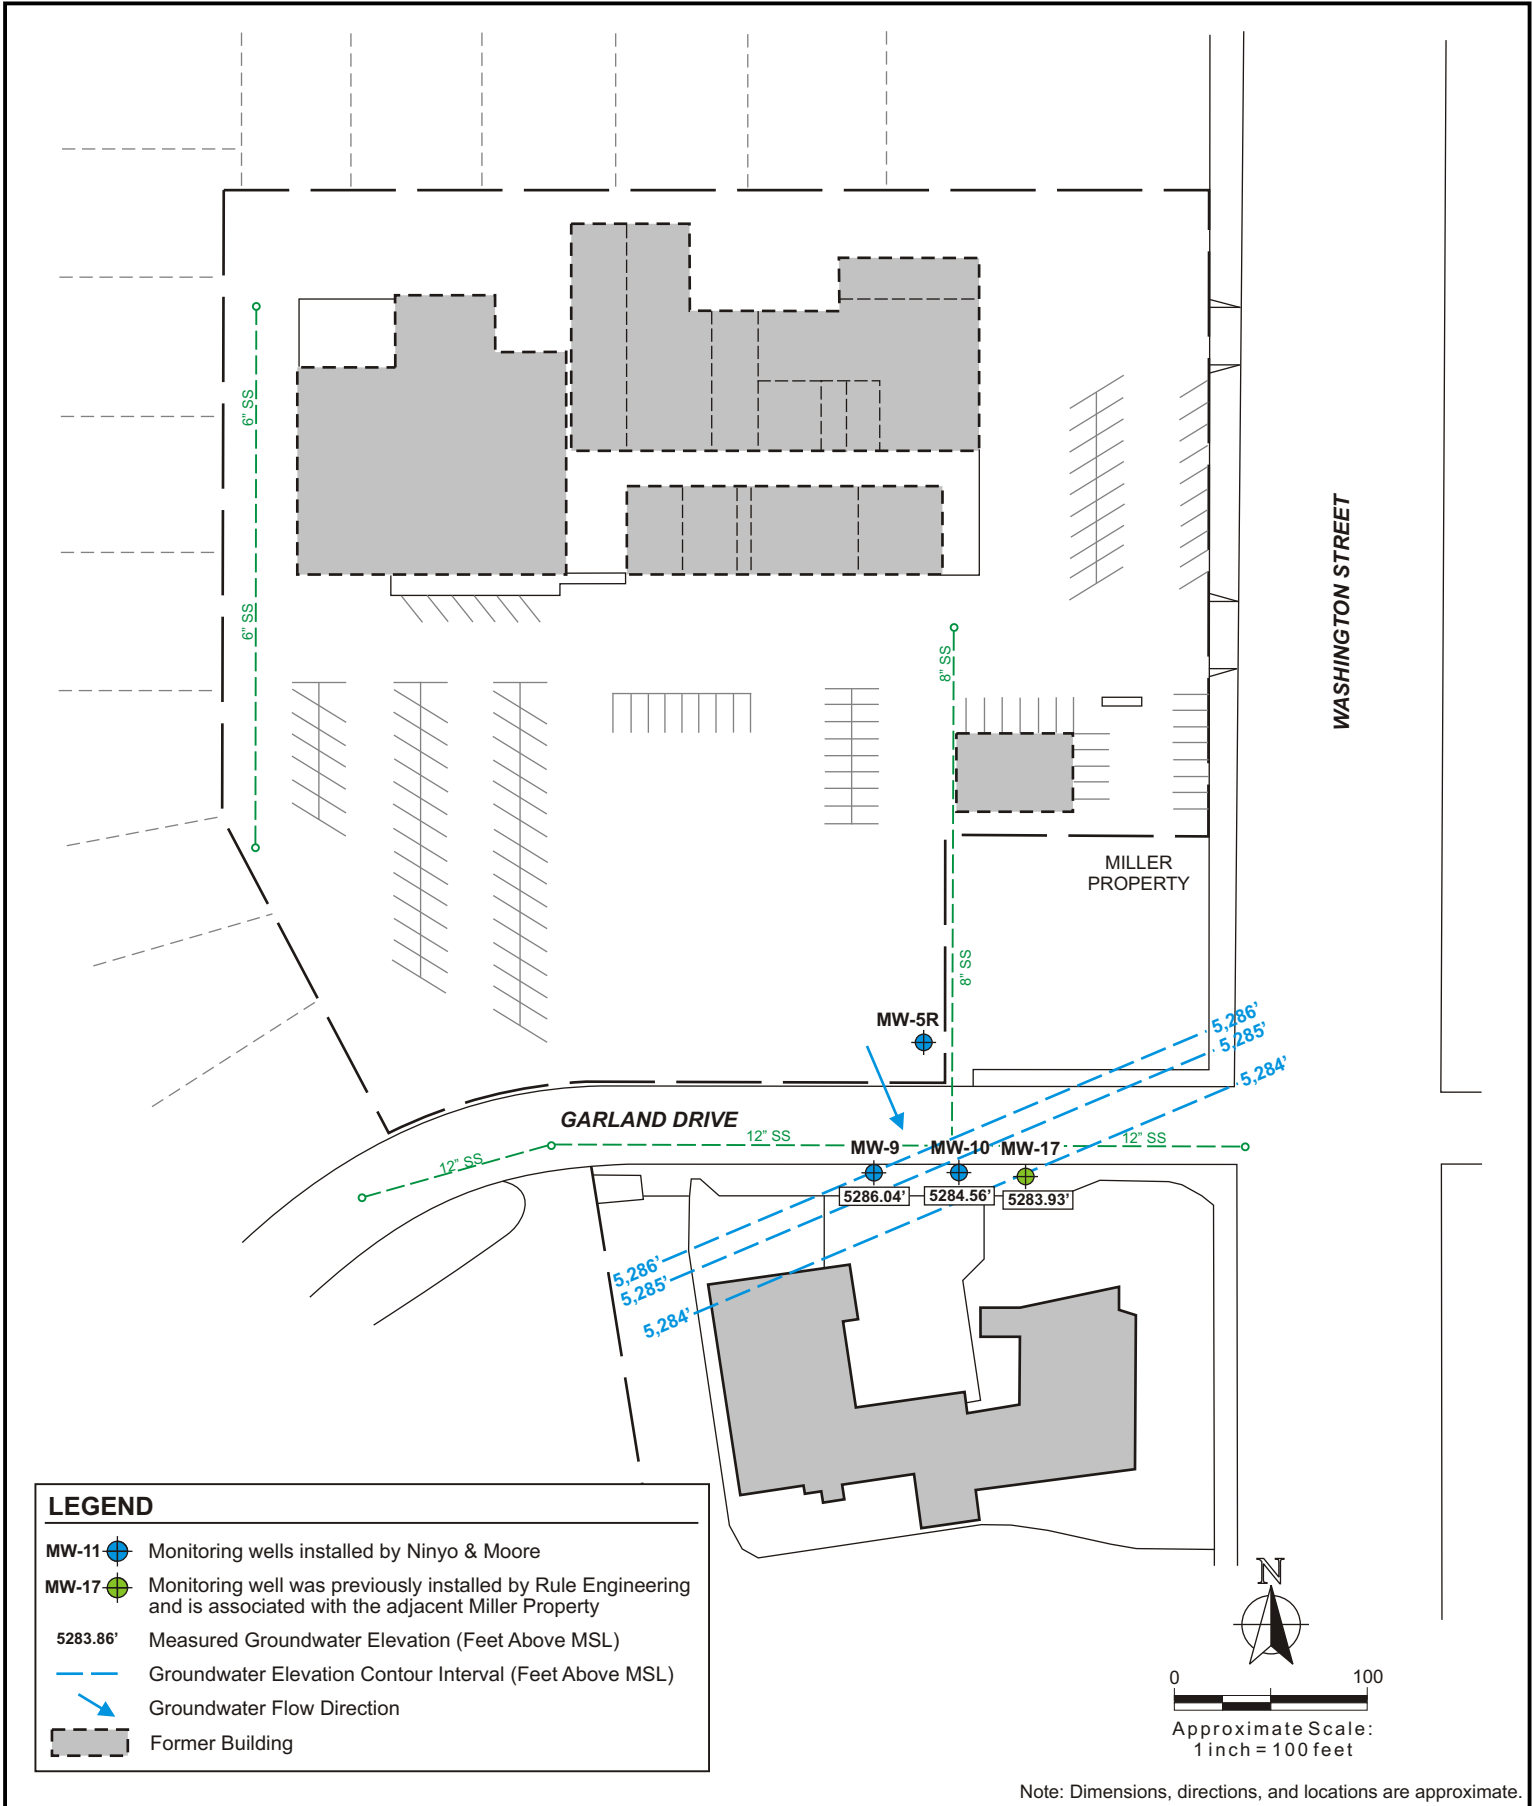 6" SS
6" SS
8" SS
WASHINGTON STREET
MILLER
PROPERTY
8" SS
MW-5R
5,286'
5,285'
5,284'
GARLAND DRIVE
12" SS
12" SS
12" SS
MW-9
MW-10
MW-17
5286.04'
5284.56'
5283.93'
5,286'
5,285'
5,284'
LEGEND
MW-11 Monitoring wells installed by Ninyo & Moore
MW-17 Monitoring well was previously installed by Rule Engineering
and is associated with the adjacent Miller Property
5283.86' Measured Groundwater Elevation (Feet Above MSL)
Groundwater Elevation Contour Interval (Feet Above MSL)
Groundwater Flow Direction
Former Building
N
0 100
Approximate Scale:
1 inch = 100 feet
Note: Dimensions, directions, and locations are approximate.